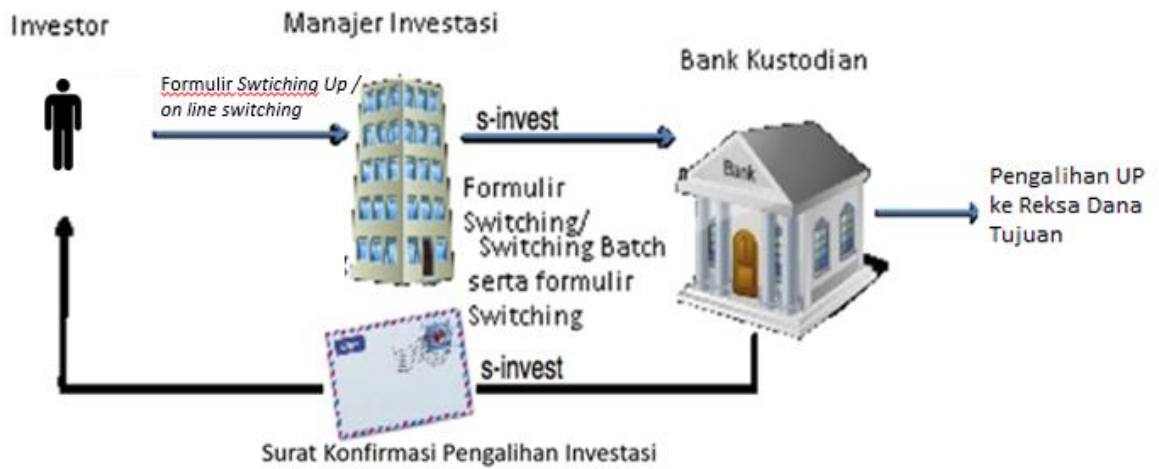 Investor
Manajer Investasi
Bank Kustodian
Formulir Swtiching Up /
on line switching
s-invest
Bank
Formulir
Switching/
Switching Batch
serta formulir
Switching
Pengalihan UP
ke Reksa Dana
Tujuan
s-invest
Surat Konfirmasi Pengalihan Investasi